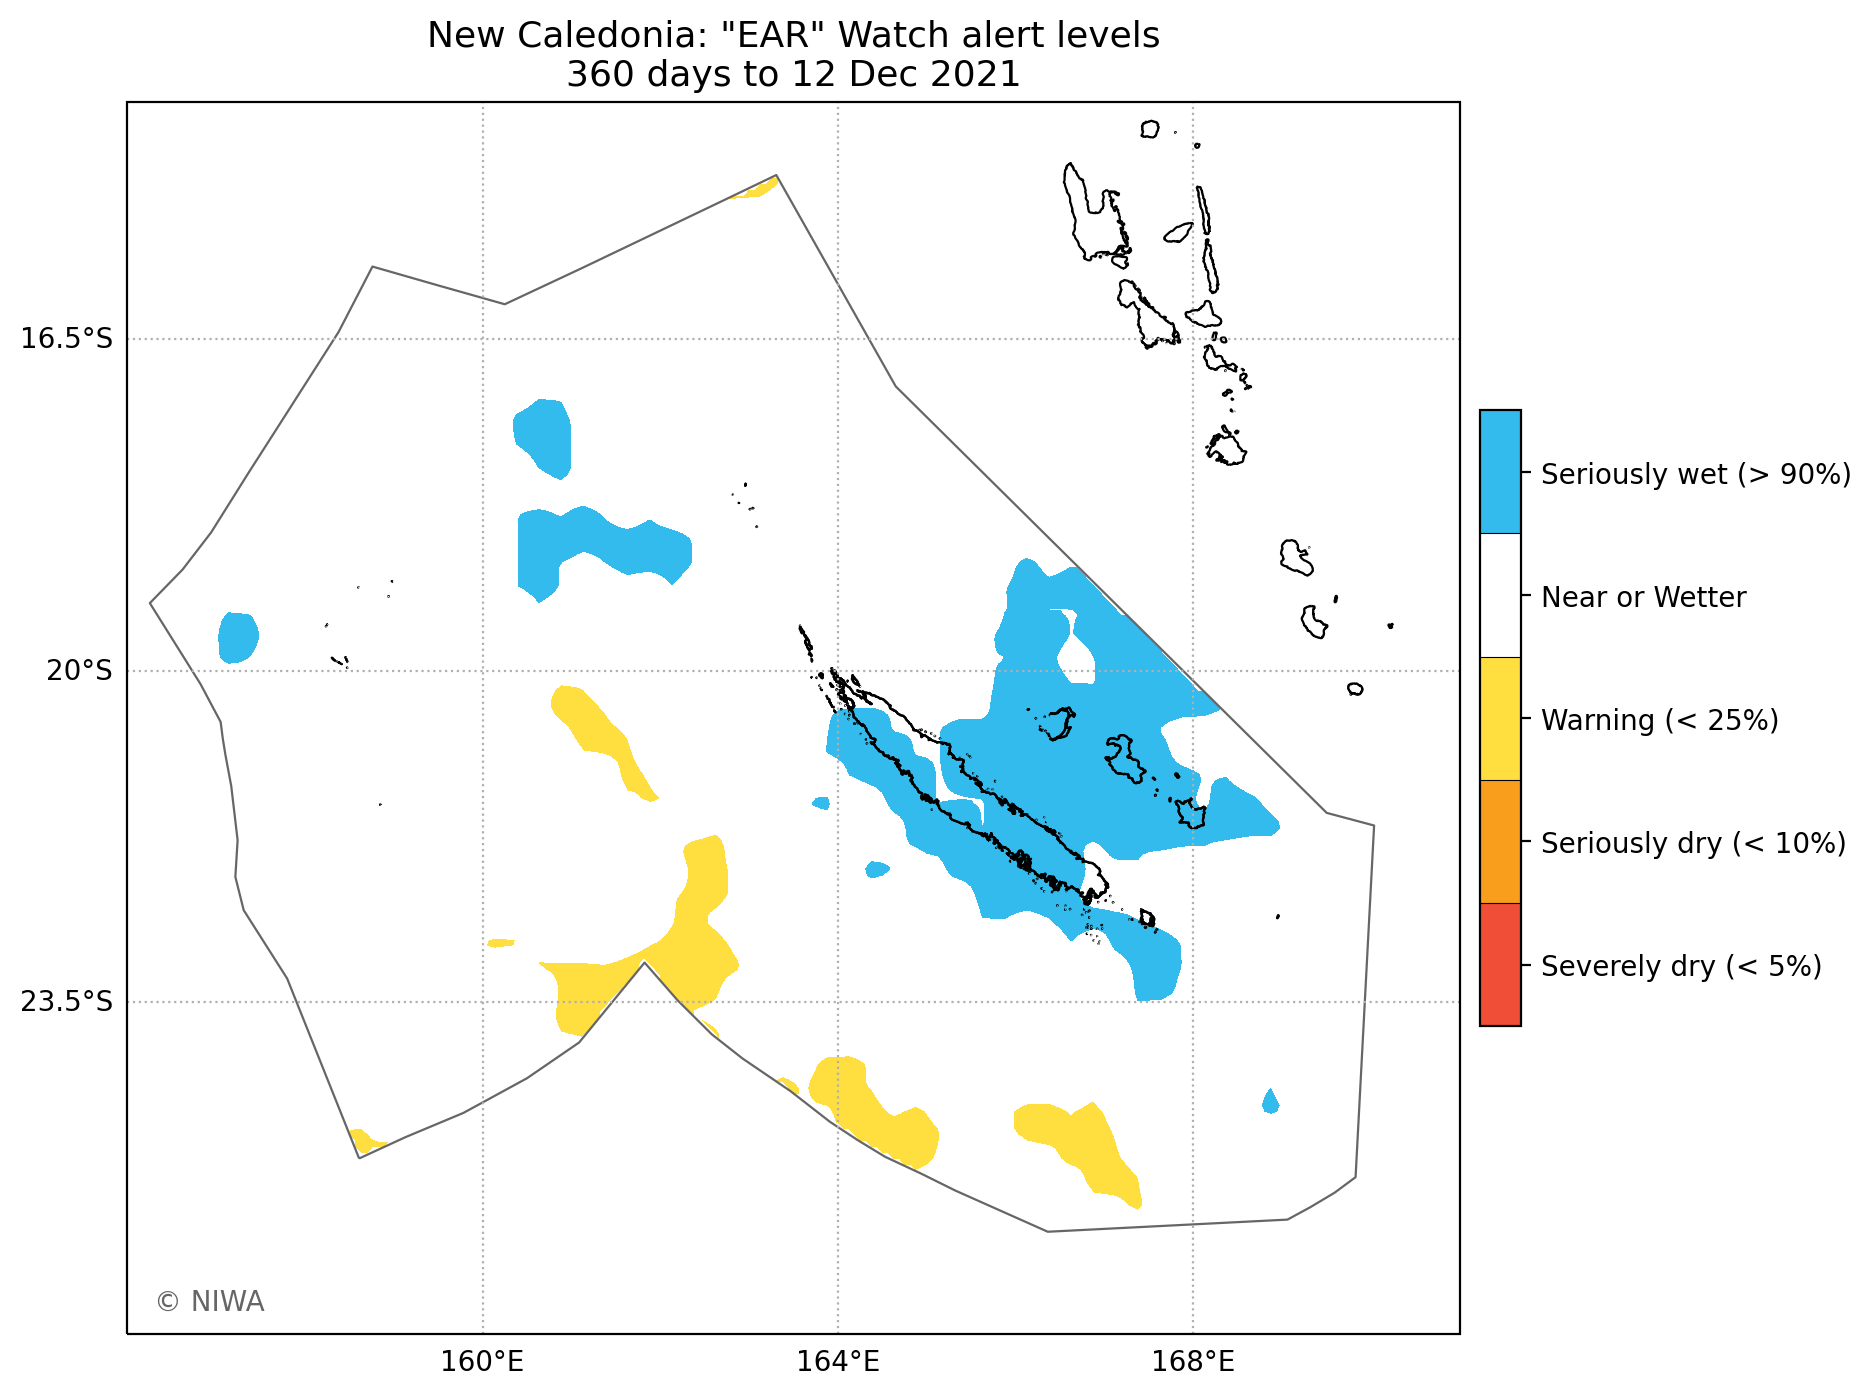 New Caledonia: "EAR" Watch alert levels
360 days to 12 Dec 2021
16.5°S
20°S
23.5°S
160°E
164°E
168°E
Seriously wet (> 90%)
Near or Wetter
Warning (< 25%)
Seriously dry (< 10%)
Severely dry (< 5%)
© NIWA